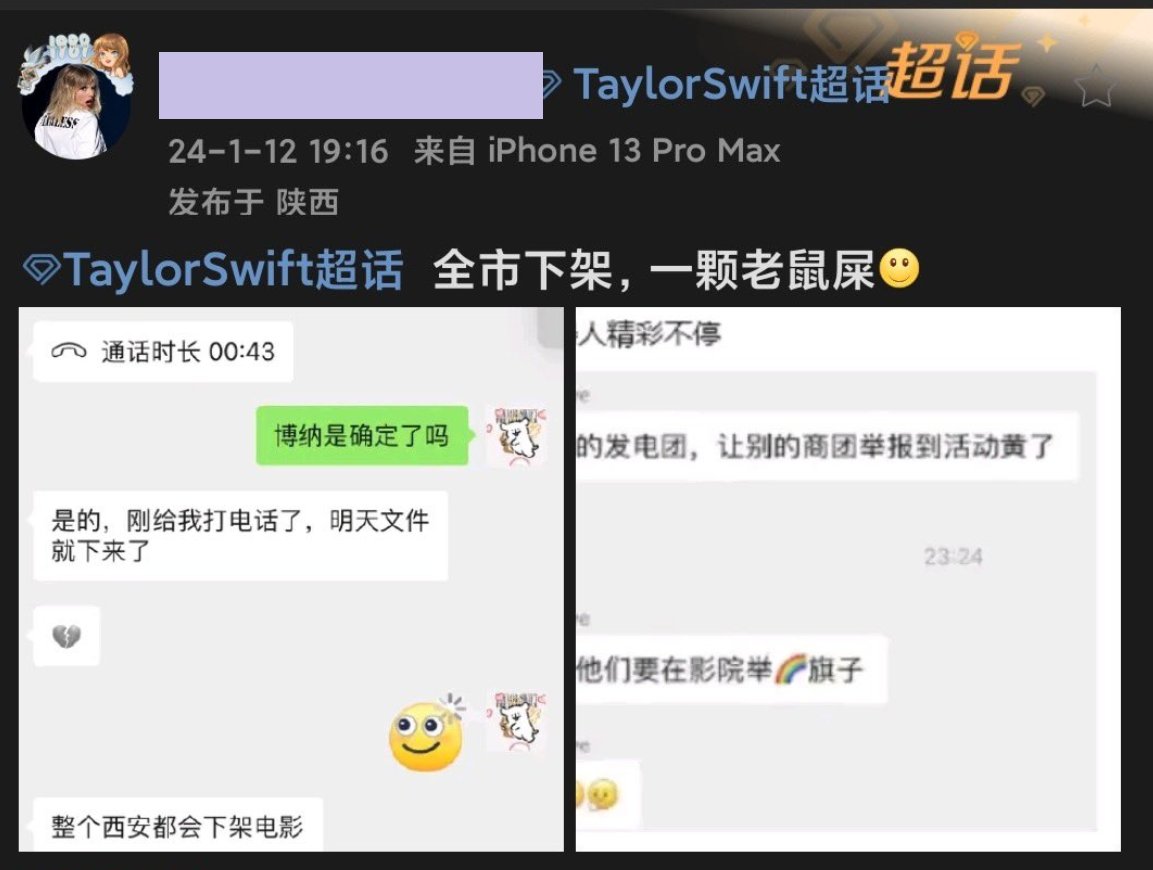 TaylorSwift超话
超话
24-1-12 19:16 来自 iPhone 13 Pro Max
发布于 陕西
TaylorSwift超话 全市下架，一颗老鼠屎
通话时长 00:43
博纳是确定了吗
是的，刚给我打电话了，明天文件
就下来了
整个西安都会下架电影
人精彩不停
的发电团，让别的商团举报到活动黄了
23:24
他们要在影院举🌈旗子